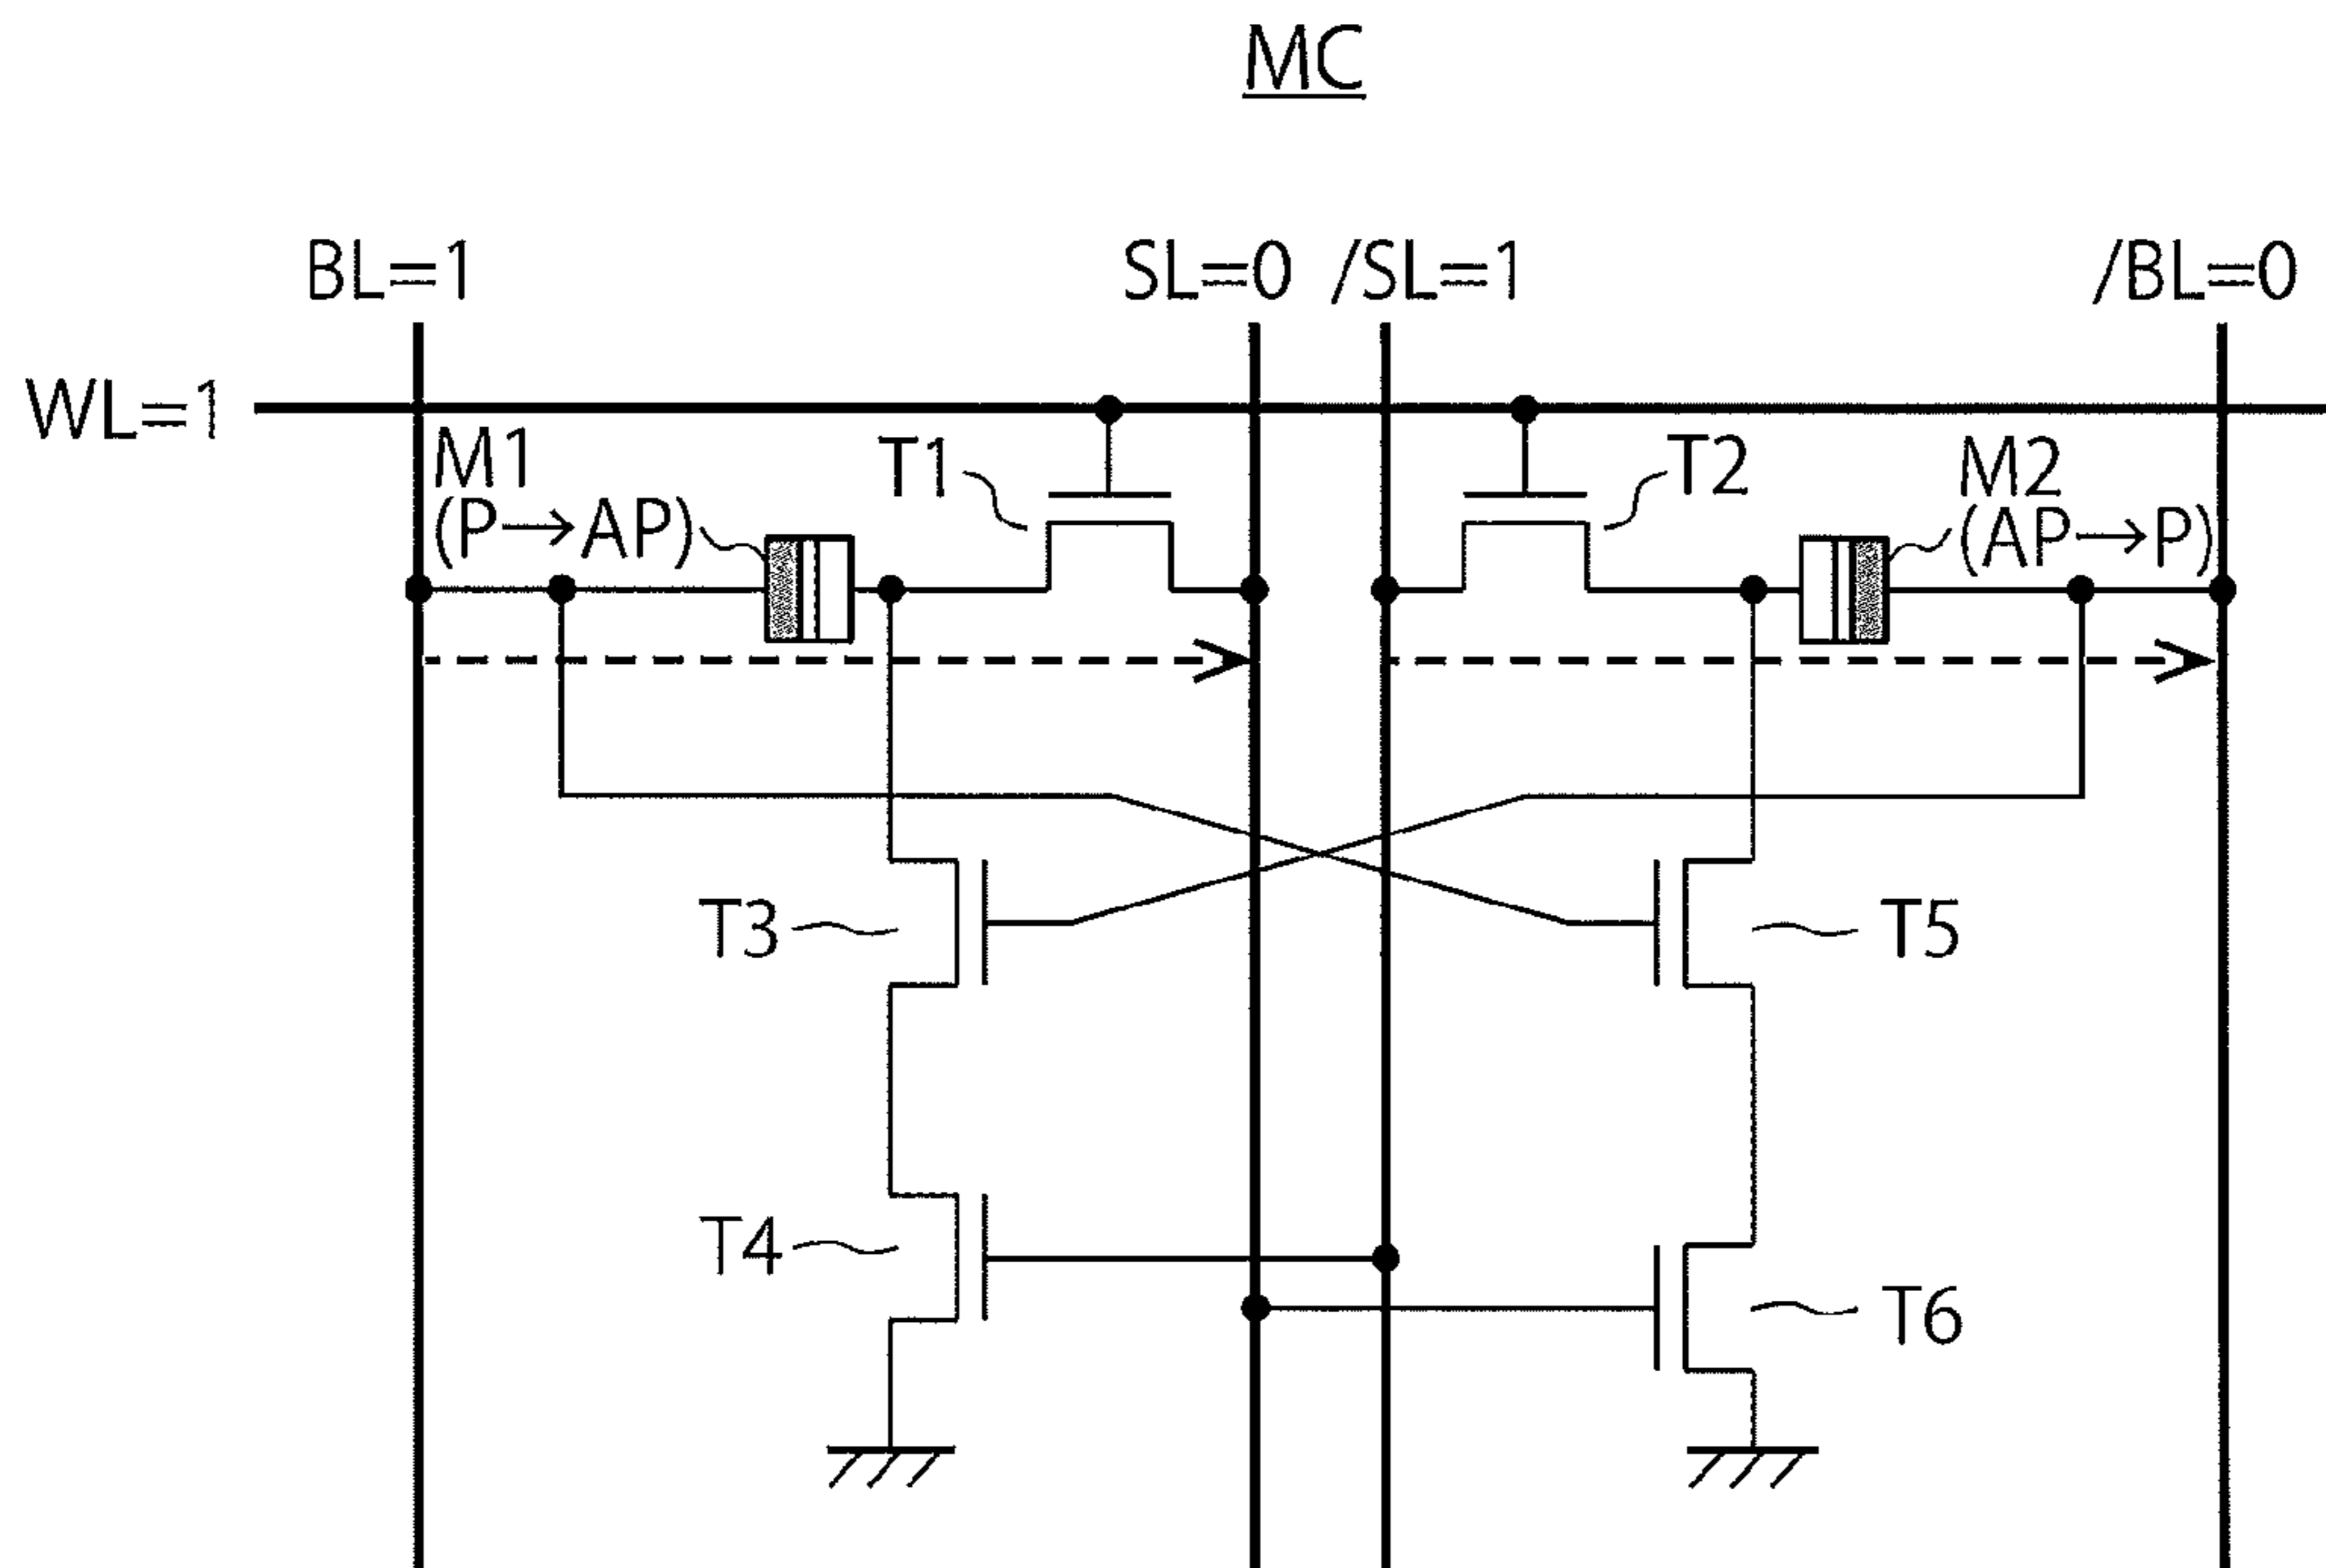 MC
BL=1
SL=0
/SL=1
/BL=0
WL=1
M1
(P→AP)
T1
T2
M2
(AP→P)
T3
T5
T4
T6